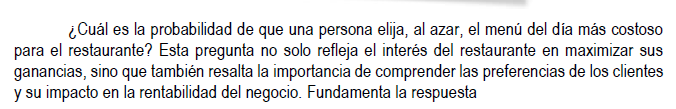 ¿Cuál es la probabilidad de que una persona elija, al azar, el menú del día más costoso
para el restaurante? Esta pregunta no solo refleja el interés del restaurante en maximizar sus
ganancias, sino que también resalta la importancia de comprender las preferencias de los clientes
y su impacto en la rentabilidad del negocio. Fundamenta la respuesta